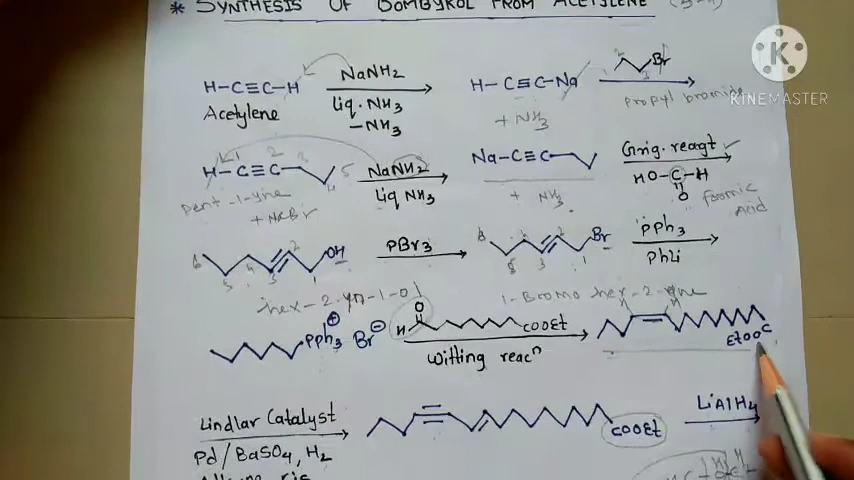 * SYNTHESIS OF BOMBYKOL FROM ACETYLENE
KINEMASTER
H-C≡C-H NaNH2 H-C≡C-Na Br
Acetylene liq. NH3 + NH3 propyl bromide
-NH3
H-C≡C NaNH2 Na-C≡C Grig. reagt
pent-1-yne liq NH3 + NH3 HO-C-H
+ NaBr O Foomic Acid
OH PBr3 Br PPh3
PhLi
hex-2-yn-1-ol 1-Bromo hex-2-yne
PPh3 Br H O COOEt EtOOC
Witting reacn
Lindlar Catalyst COOEt LiAlH4
Pd/BaSO4, H2